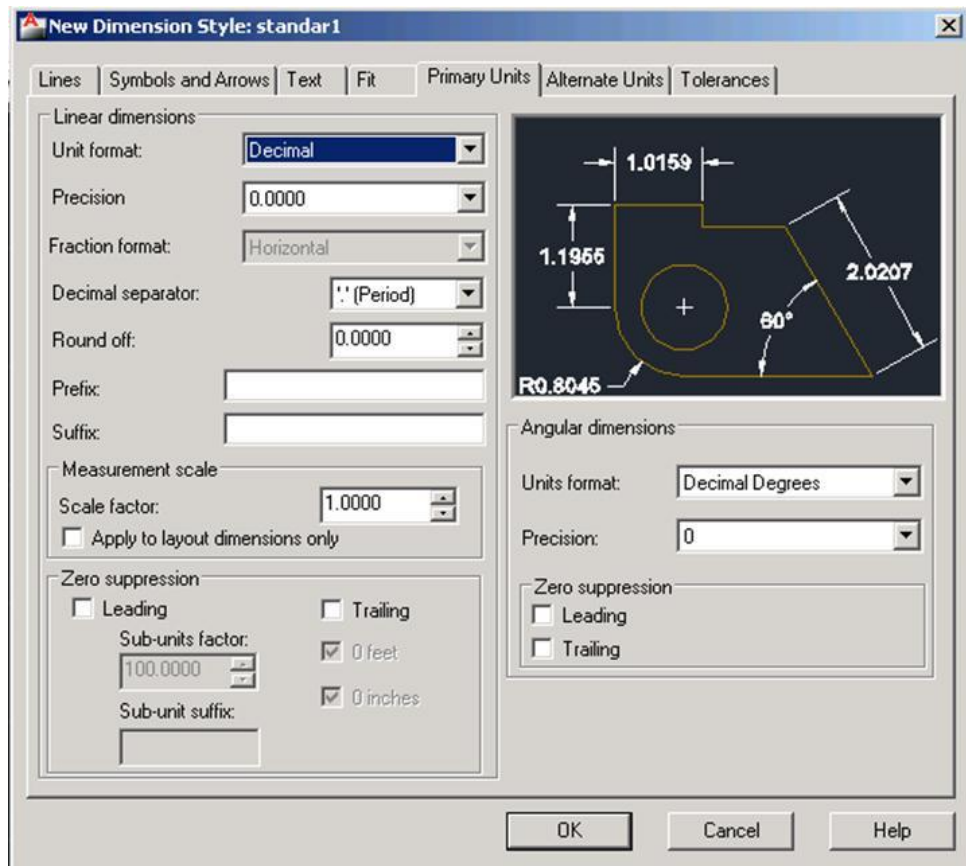 New Dimension Style: standar1
Lines Symbols and Arrows Text Fit Primary Units Alternate Units Tolerances
Linear dimensions
Unit format: Decimal
Precision 0.0000
Fraction format: Horizontal
Decimal separator: '.' (Period)
Round off: 0.0000
Prefix:
Suffix:
Measurement scale
Scale factor: 1.0000
Apply to layout dimensions only
Zero suppression
Leading Trailing
Sub-units factor: 0 feet
100.0000
0 inches
Sub-unit suffix:
1.0159
1.1955
2.0207
60°
R0.8045
Angular dimensions
Units format: Decimal Degrees
Precision: 0
Zero suppression
Leading
Trailing
OK Cancel Help